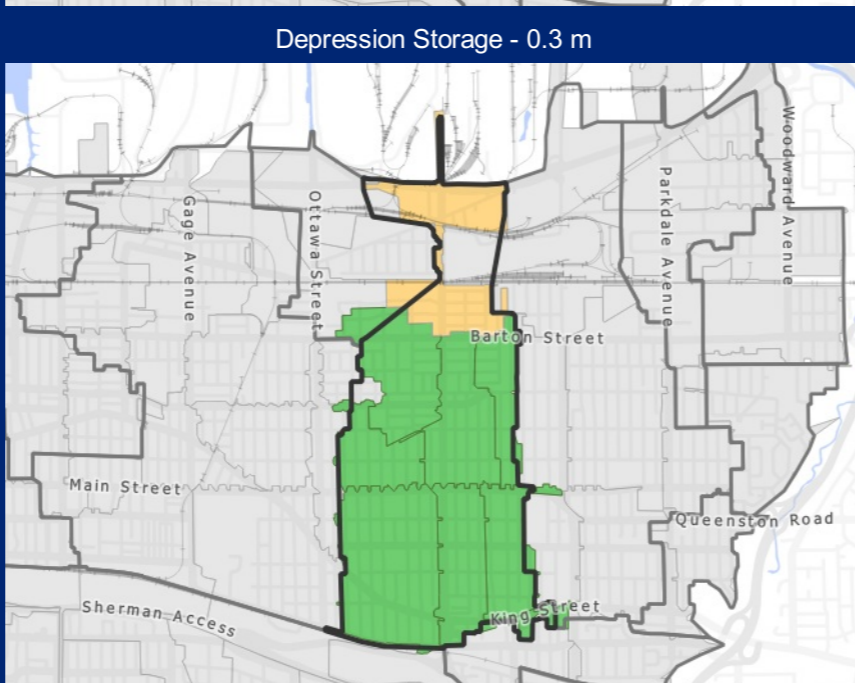 Depression Storage - 0.3 m
Woodward Avenue
Parkdale Avenue
Gage Avenue
Ottawa Street
Barton Street
Main Street
Queenston Road
Sherman Access
King Street